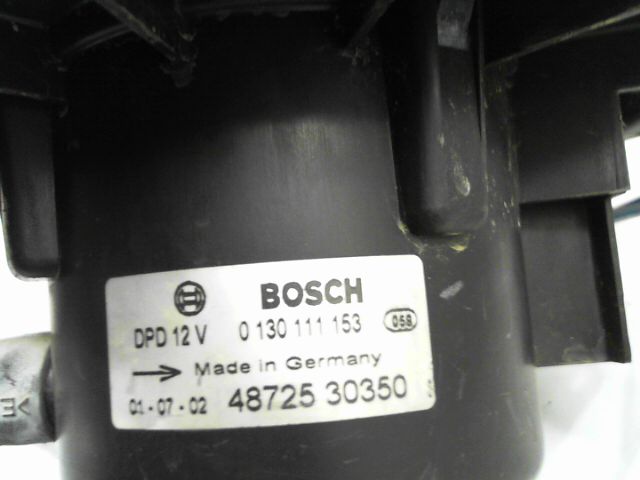 BOSCH
DPD 12 V 0 130 111 153 058
Made in Germany
01-07-02 48725 30350